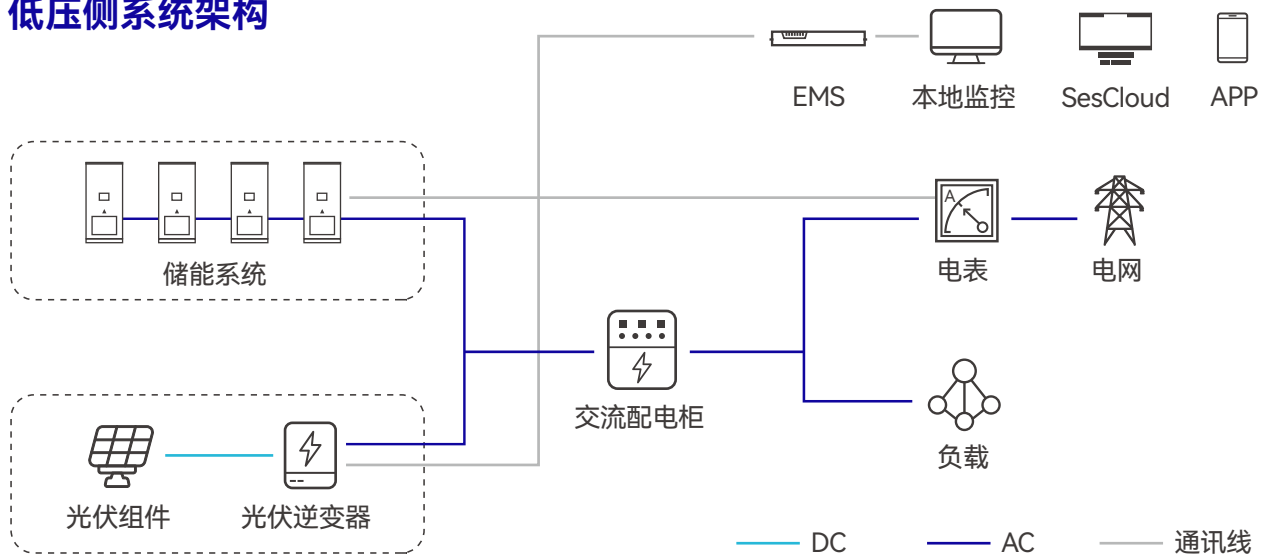 低压侧系统架构
EMS
本地监控
SesCloud
APP
储能系统
A
电表
电网
交流配电柜
负载
光伏组件
光伏逆变器
DC
AC
通讯线